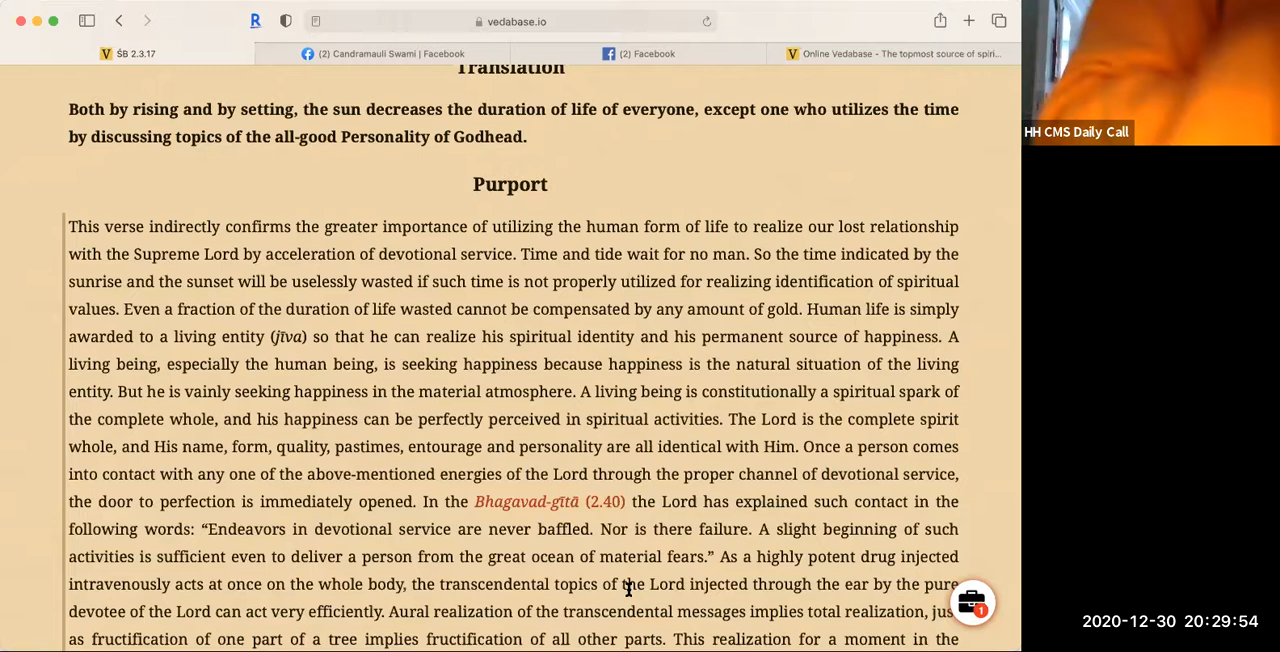 R
vedabase.io
V ŚB 2.3.17
(2) Candramauli Swami | Facebook
(2) Facebook
V Online Vedabase - The topmost source of spiri...
Translation
Both by rising and by setting, the sun decreases the duration of life of everyone, except one who utilizes the time
by discussing topics of the all-good Personality of Godhead.
Purport
This verse indirectly confirms the greater importance of utilizing the human form of life to realize our lost relationship
with the Supreme Lord by acceleration of devotional service. Time and tide wait for no man. So the time indicated by the
sunrise and the sunset will be uselessly wasted if such time is not properly utilized for realizing identification of spiritual
values. Even a fraction of the duration of life wasted cannot be compensated by any amount of gold. Human life is simply
awarded to a living entity (jīva) so that he can realize his spiritual identity and his permanent source of happiness. A
living being, especially the human being, is seeking happiness because happiness is the natural situation of the living
entity. But he is vainly seeking happiness in the material atmosphere. A living being is constitutionally a spiritual spark of
the complete whole, and his happiness can be perfectly perceived in spiritual activities. The Lord is the complete spirit
whole, and His name, form, quality, pastimes, entourage and personality are all identical with Him. Once a person comes
into contact with any one of the above-mentioned energies of the Lord through the proper channel of devotional service,
the door to perfection is immediately opened. In the Bhagavad-gītā (2.40) the Lord has explained such contact in the
following words: “Endeavors in devotional service are never baffled. Nor is there failure. A slight beginning of such
activities is sufficient even to deliver a person from the great ocean of material fears.” As a highly potent drug injected
intravenously acts at once on the whole body, the transcendental topics of the Lord injected through the ear by the pure
devotee of the Lord can act very efficiently. Aural realization of the transcendental messages implies total realization, jus
as fructification of one part of a tree implies fructification of all other parts. This realization for a moment in the
1
HH CMS Daily Call
2020-12-30 20:29:54